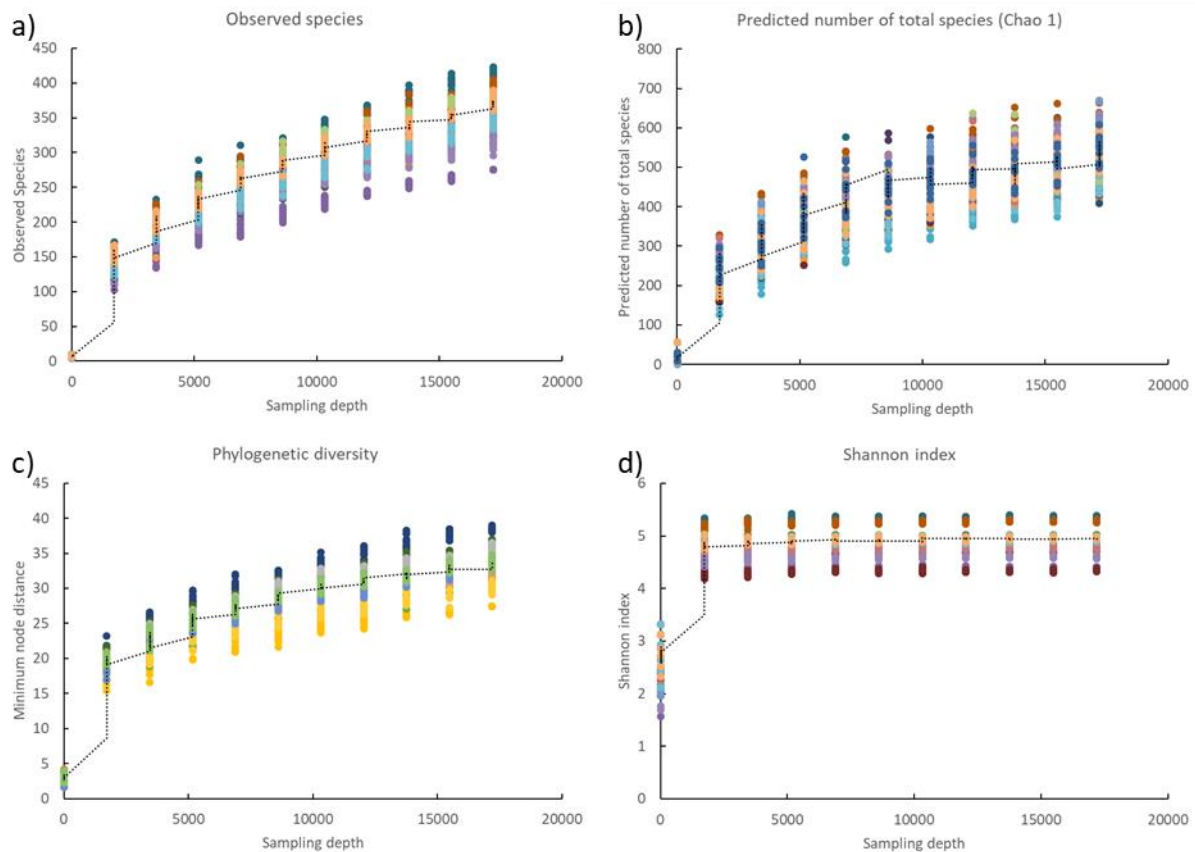 a)
Observed species
450
400
350
300
250
200
150
100
50
0
Observed Species
0 5000 10000 15000 20000
Sampling depth
b)
Predicted number of total species (Chao 1)
800
700
600
500
400
300
200
100
0
Predicted number of total species
0 5000 10000 15000 20000
Sampling depth
c)
Phylogenetic diversity
45
40
35
30
25
20
15
10
5
0
Minimum node distance
0 5000 10000 15000 20000
Sampling depth
d)
Shannon index
6
5
4
3
2
1
0
Shannon index
0 5000 10000 15000 20000
Sampling depth